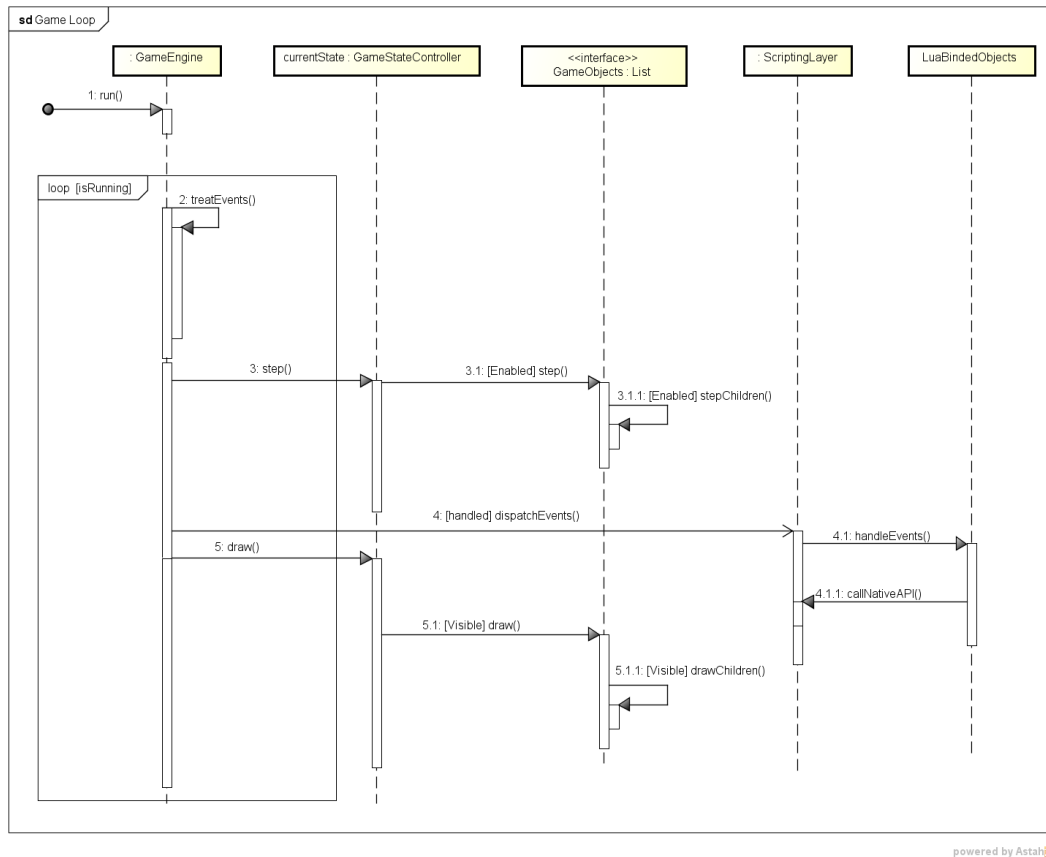 sd Game Loop
: GameEngine
currentState : GameStateController
<<interface>>
GameObjects : List
: ScriptingLayer
LuaBindedObjects
1: run()
loop [isRunning]
2: treatEvents()
3: step()
3.1: [Enabled] step()
3.1.1: [Enabled] stepChildren()
4: [handled] dispatchEvents()
4.1: handleEvents()
5: draw()
4.1.1: callNativeAPI()
5.1: [Visible] draw()
5.1.1: [Visible] drawChildren()
powered by Astah